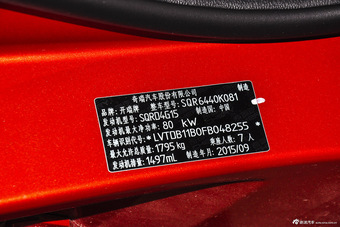 奇瑞汽车股份有限公司
品牌：开瑞牌 整车型号：SQR6440K081
发动机型号：SQRD4G15 制造国：中国
发动机最大净功率：80 kW
车辆识别代号：★LVTDB11B0FB048255★
最大允许总质量：1795 kg 乘坐人数：7 人
发动机排量：1497mL 制造年月：2015/09